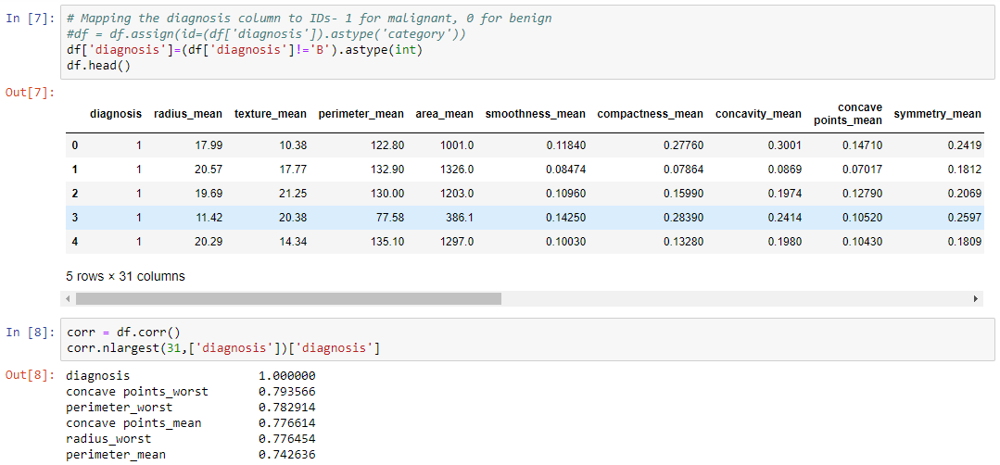 In [7]: # Mapping the diagnosis column to IDs- 1 for malignant, 0 for benign
#df = df.assign(id=(df['diagnosis']).astype('category'))
df['diagnosis']=(df['diagnosis']!='B').astype(int)
df.head()
Out[7]:
diagnosis radius_mean texture_mean perimeter_mean area_mean smoothness_mean compactness_mean concavity_mean concave points_mean symmetry_mean
0 1 17.99 10.38 122.80 1001.0 0.11840 0.27760 0.3001 0.14710 0.2419
1 1 20.57 17.77 132.90 1326.0 0.08474 0.07864 0.0869 0.07017 0.1812
2 1 19.69 21.25 130.00 1203.0 0.10960 0.15990 0.1974 0.12790 0.2069
3 1 11.42 20.38 77.58 386.1 0.14250 0.28390 0.2414 0.10520 0.2597
4 1 20.29 14.34 135.10 1297.0 0.10030 0.13280 0.1980 0.10430 0.1809
5 rows × 31 columns
In [8]: corr = df.corr()
corr.nlargest(31,['diagnosis'])['diagnosis']
Out[8]: diagnosis 1.000000
concave points_worst 0.793566
perimeter_worst 0.782914
concave points_mean 0.776614
radius_worst 0.776454
perimeter_mean 0.742636